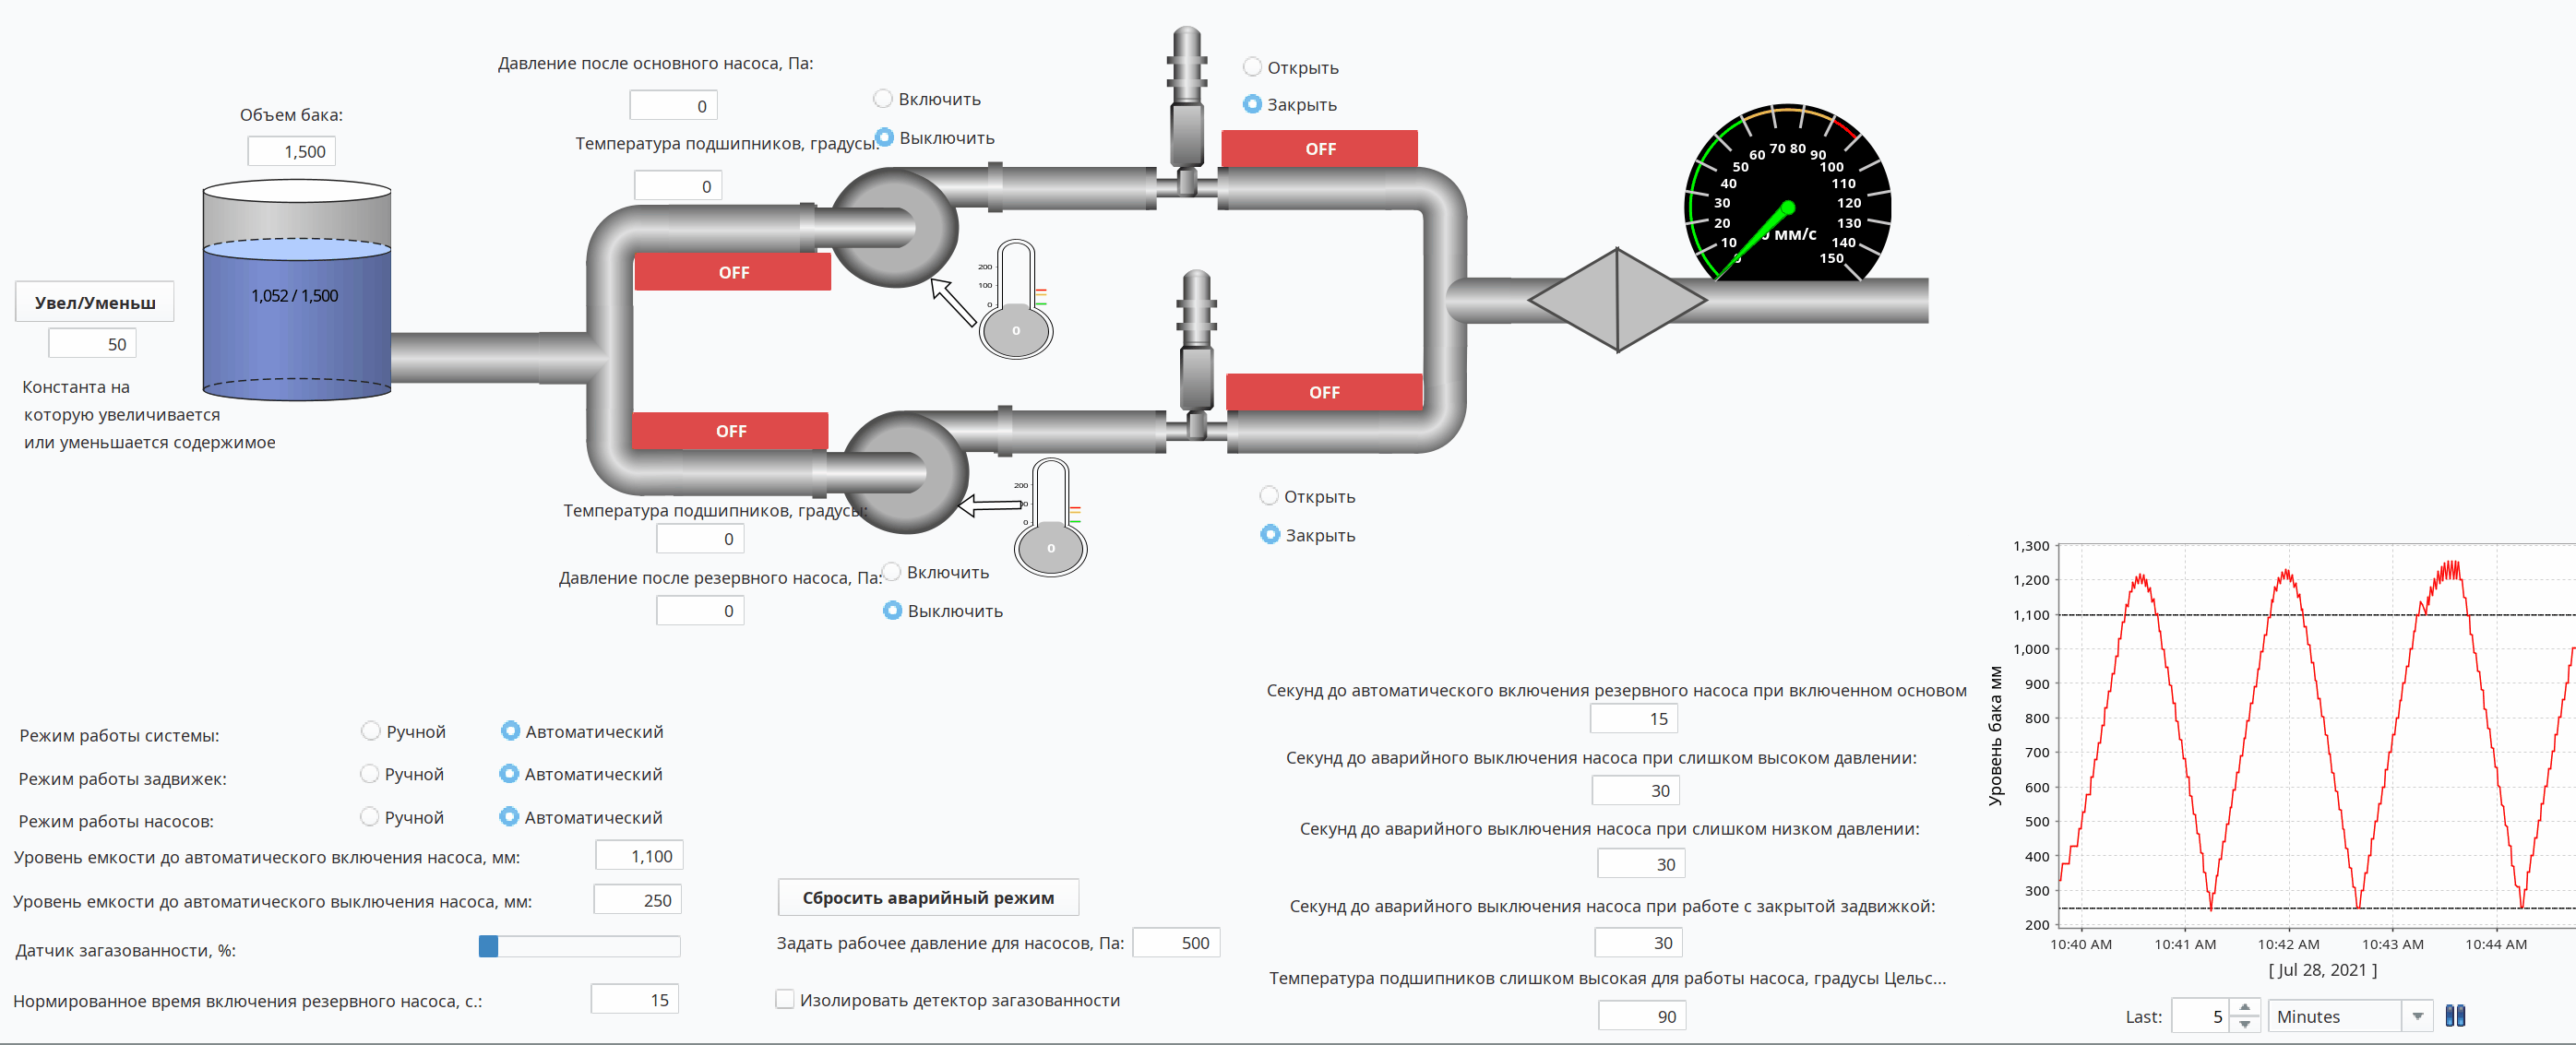 Давление после основного насоса, Па:
0
Включить
Выключить
Температура подшипников, градусы:
0
Открыть
Закрыть
OFF
Объем бака:
1,500
1,052 / 1,500
Увел/Уменьш
50
Константа на
которую увеличивается
или уменьшается содержимое
OFF
200
100
0
0
0
10
20
30
40
50
60
70
80
90
100
110
120
130
140
150
0 мм/с
OFF
OFF
200
0
0
Температура подшипников, градусы:
0
Давление после резервного насоса, Па:
0
Включить
Выключить
Открыть
Закрыть
Режим работы системы:
Ручной
Автоматический
Режим работы задвижек:
Ручной
Автоматический
Режим работы насосов:
Ручной
Автоматический
Уровень емкости до автоматического включения насоса, мм:
1,100
Уровень емкости до автоматического выключения насоса, мм:
250
Датчик загазованности, %:
Нормированное время включения резервного насоса, с.:
15
Сбросить аварийный режим
Задать рабочее давление для насосов, Па:
500
Изолировать детектор загазованности
Секунд до автоматического включения резервного насоса при включенном основом
15
Секунд до аварийного выключения насоса при слишком высоком давлении:
30
Секунд до аварийного выключения насоса при слишком низком давлении:
30
Секунд до аварийного выключения насоса при работе с закрытой задвижкой:
30
Температура подшипников слишком высокая для работы насоса, градусы Цельс...
90
Уровень бака мм
1,300
1,200
1,100
1,000
900
800
700
600
500
400
300
200
10:40 AM
10:41 AM
10:42 AM
10:43 AM
10:44 AM
[ Jul 28, 2021 ]
Last:
5
Minutes